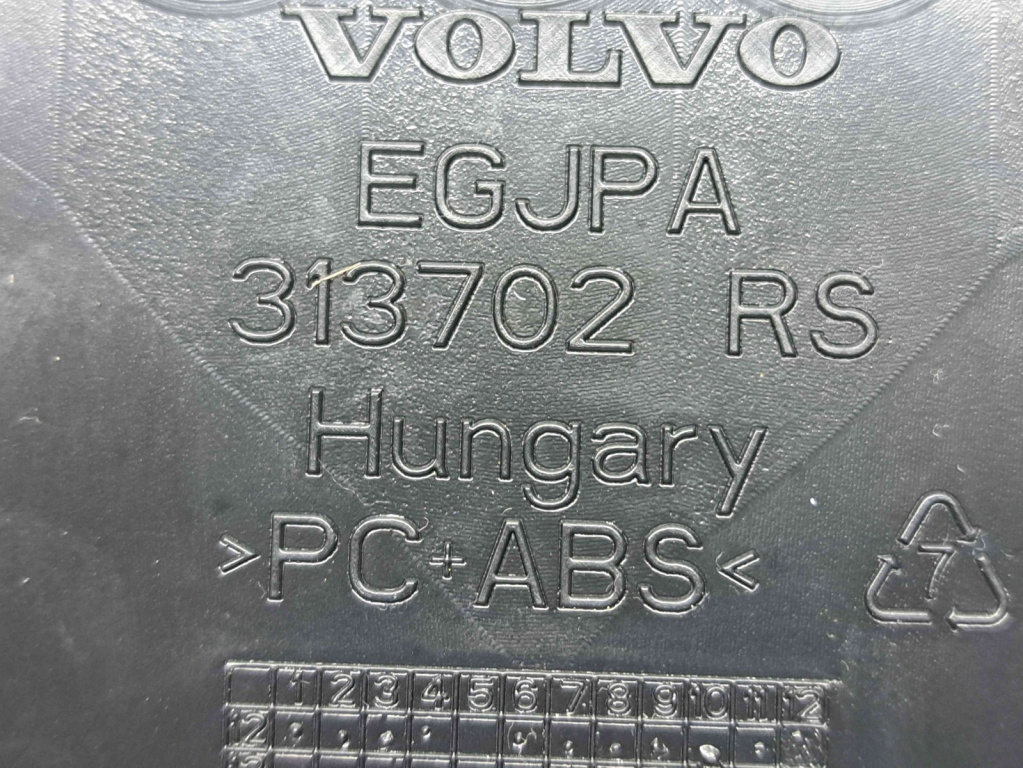 VOLVO
EGJPA
313702 RS
Hungary
>PC+ABS<
7
1 2 3 4 5 6 7 8 9 10 11 12
12